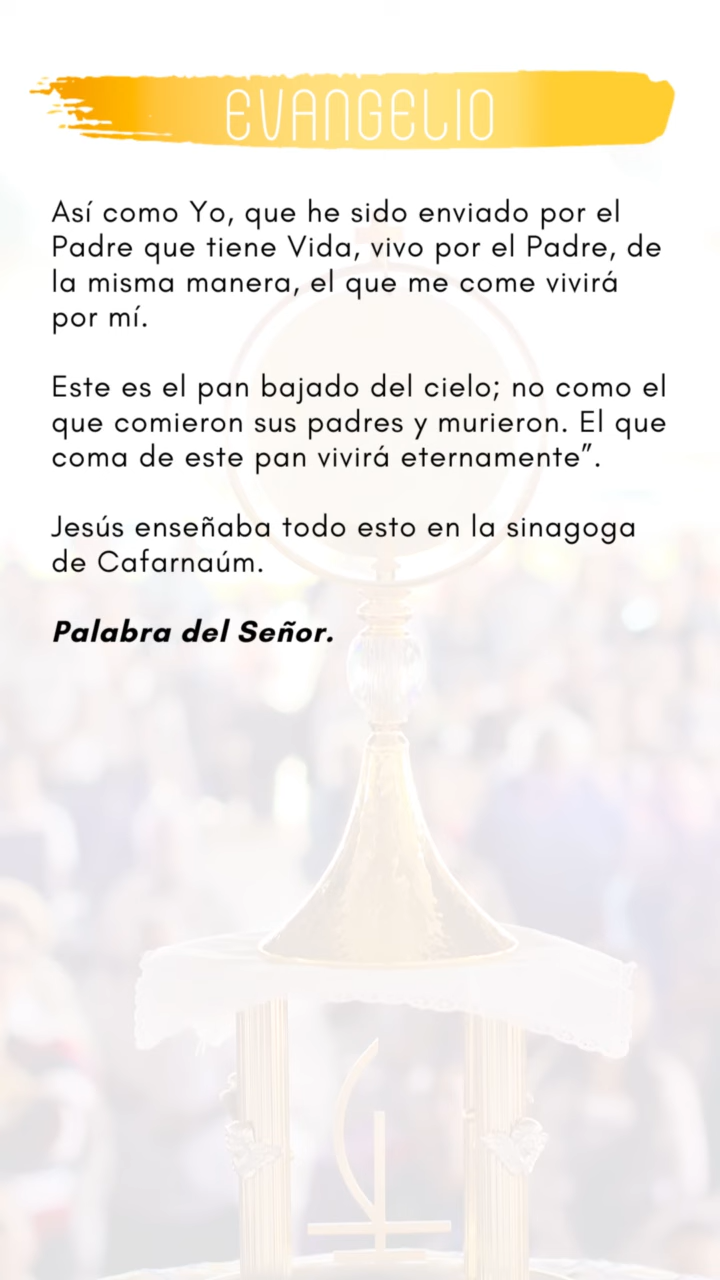 EVANGELIO
Así como Yo, que he sido enviado por el
Padre que tiene Vida, vivo por el Padre, de
la misma manera, el que me come vivirá
por mí.
Este es el pan bajado del cielo; no como el
que comieron sus padres y murieron. El que
coma de este pan vivirá eternamente”.
Jesús enseñaba todo esto en la sinagoga
de Cafarnaúm.
Palabra del Señor.